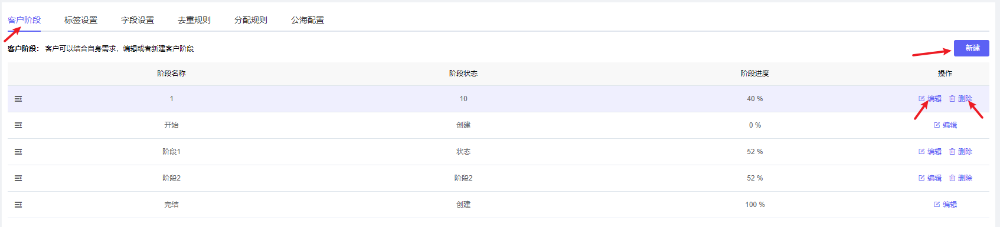 客户阶段 标签设置 字段设置 去重规则 分配规则 公海配置
客户阶段： 客户可以结合自身需求，编辑或者新建客户阶段 新建
阶段名称 阶段状态 阶段进度 操作
1 10 40 % 编辑 删除
开始 创建 0 % 编辑
阶段1 状态 52 % 编辑 删除
阶段2 阶段2 52 % 编辑 删除
完结 创建 100 % 编辑